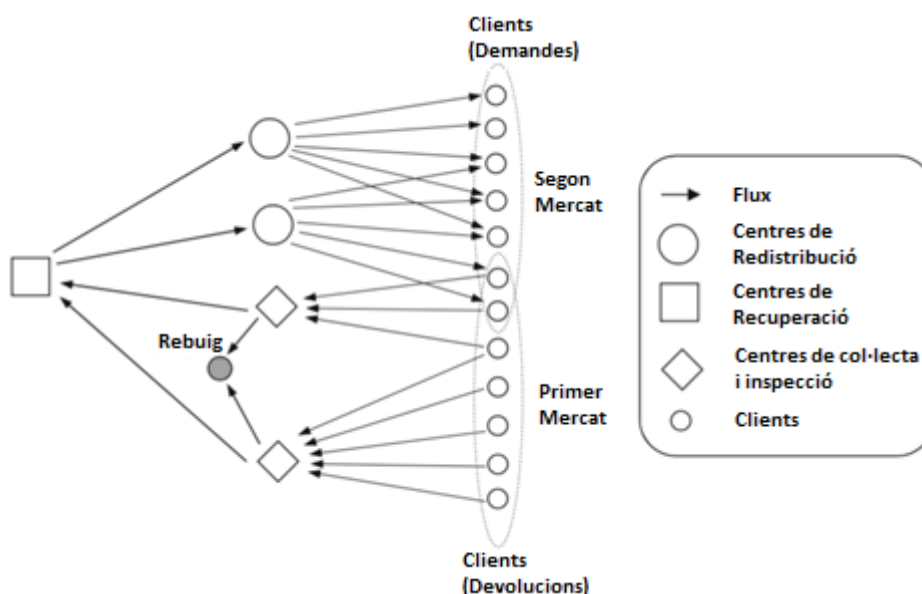 Clients
(Demandes)
Segon
Mercat
Rebuig
Primer
Mercat
Clients
(Devolucions)
Flux
Centres de
Redistribució
Centres de
Recuperació
Centres de col·lecta
i inspecció
Clients